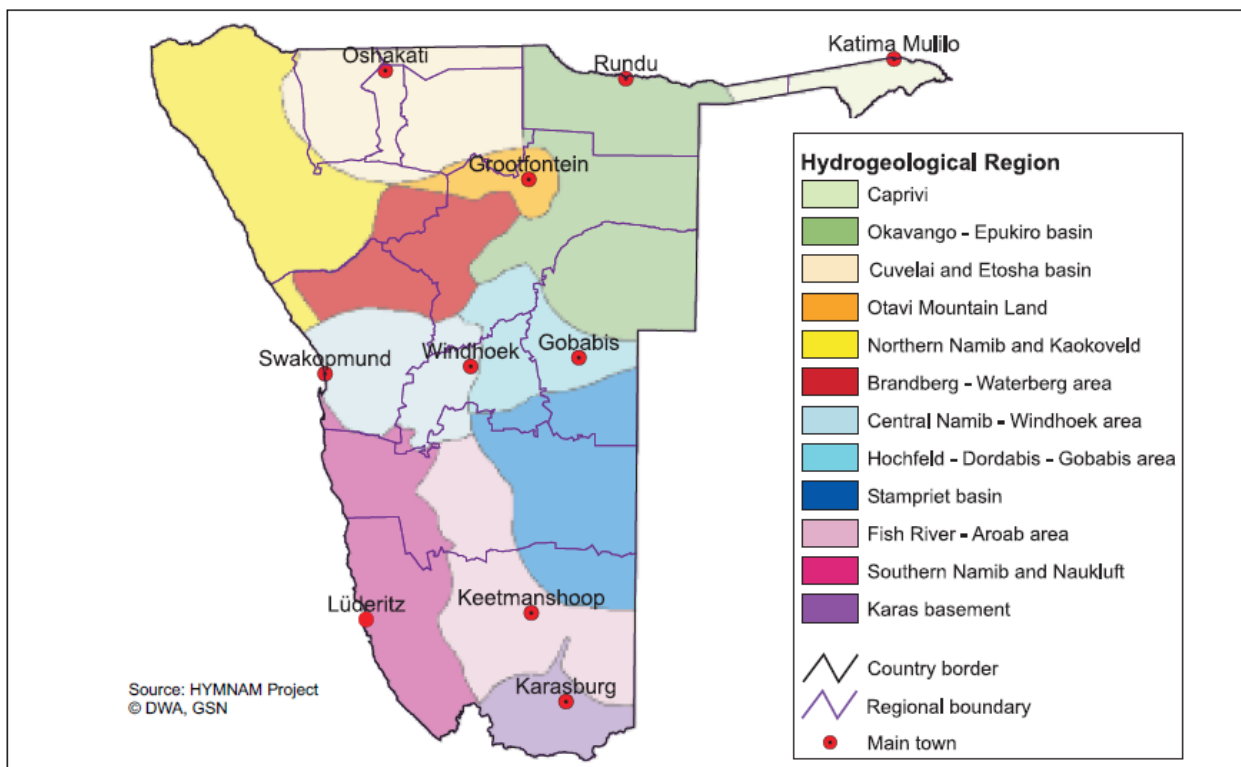 Oshakati
Rundu
Katima Mulilo
Grootfontein
Swakopmund
Windhoek
Gobabis
Lüderitz
Keetmanshoop
Karasburg
Source: HYMNAM Project
© DWA, GSN
Hydrogeological Region
Caprivi
Okavango - Epukiro basin
Cuvelai and Etosha basin
Otavi Mountain Land
Northern Namib and Kaokoveld
Brandberg - Waterberg area
Central Namib - Windhoek area
Hochfeld - Dordabis - Gobabis area
Stampriet basin
Fish River - Aroab area
Southern Namib and Naukluft
Karas basement
Country border
Regional boundary
Main town